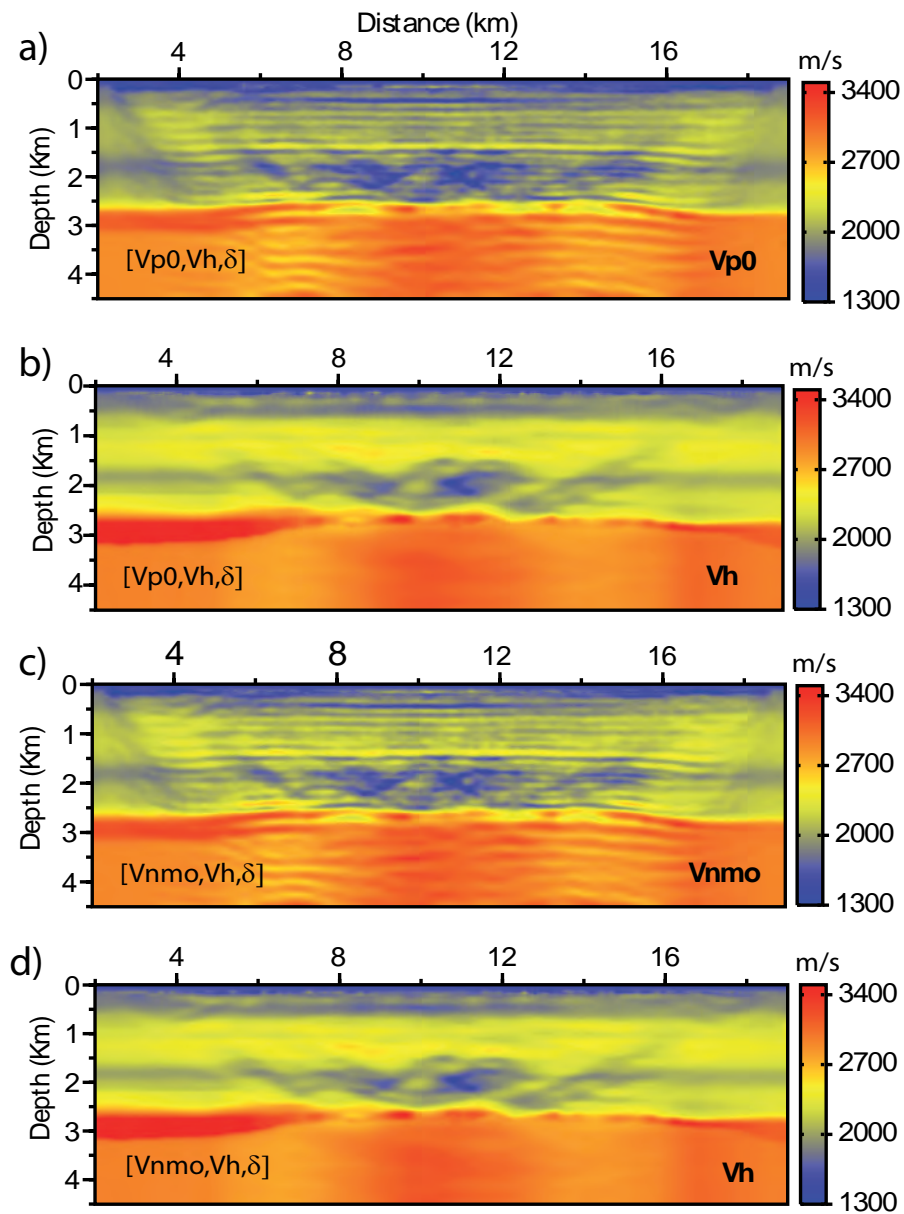 Distance (km)
a)
4 8 12 16
m/s
Depth (Km)
0
1
2
3
4
[Vp0,Vh,δ]
Vp0
3400
2700
2000
1300
b)
4 8 12 16
m/s
Depth (Km)
0
1
2
3
4
[Vp0,Vh,δ]
Vh
3400
2700
2000
1300
c)
4 8 12 16
m/s
Depth (Km)
0
1
2
3
4
[Vnmo,Vh,δ]
Vnmo
3400
2700
2000
1300
d)
4 8 12 16
m/s
Depth (Km)
0
1
2
3
4
[Vnmo,Vh,δ]
Vh
3400
2700
2000
1300